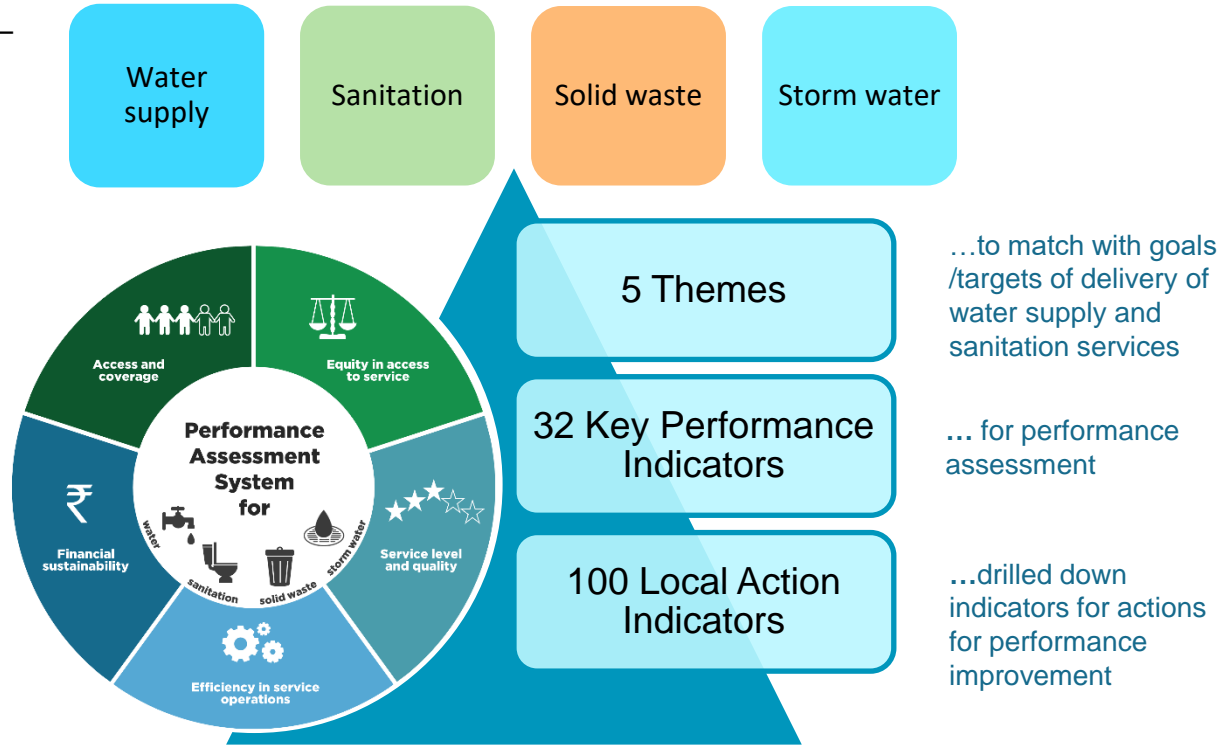 –
Water
supply
Sanitation
Solid waste
Storm water
Access and
coverage
Equity in access
to service
Performance
Assessment
System
for
water
sanitation
solid waste
storm water
₹
Financial
sustainability
Service level
and quality
Efficiency in service
operations
5 Themes
…to match with goals
/targets of delivery of
water supply and
sanitation services
32 Key Performance
Indicators
… for performance
assessment
100 Local Action
Indicators
…drilled down
indicators for actions
for performance
improvement